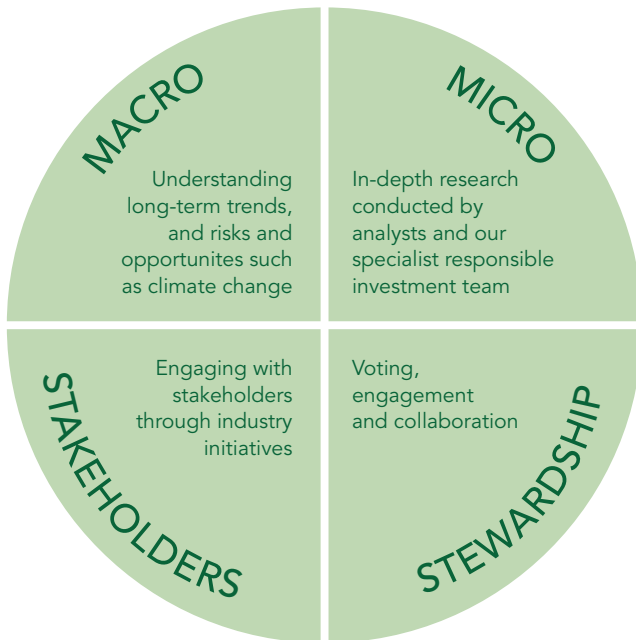 MACRO
Understanding
long-term trends,
and risks and
opportunites such
as climate change
MICRO
In-depth research
conducted by
analysts and our
specialist responsible
investment team
STAKEHOLDERS
Engaging with
stakeholders
through industry
initiatives
STEWARDSHIP
Voting,
engagement
and collaboration